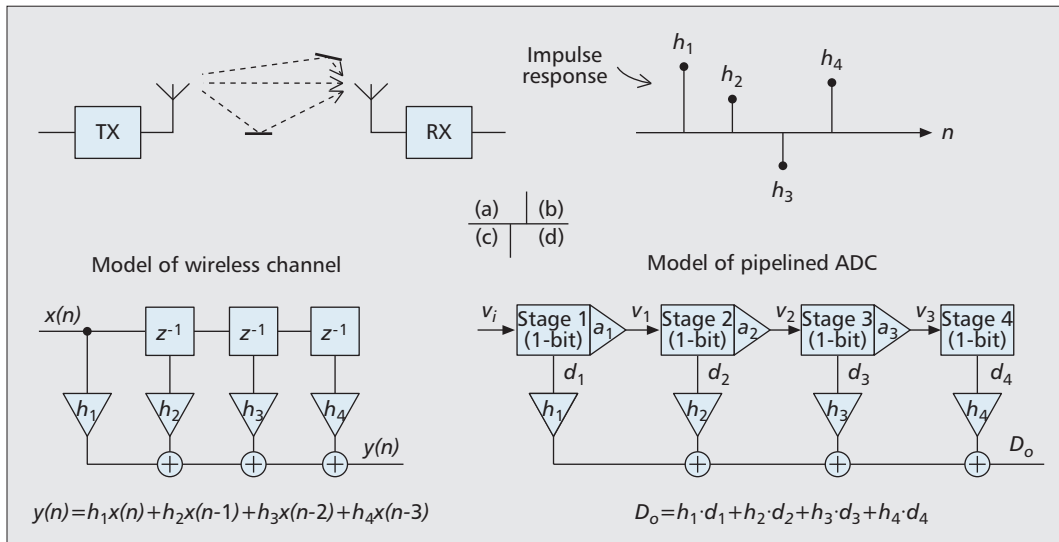 TX
RX
Impulse
response
h1
h2
h3
h4
n
(a) (b)
(c) (d)
Model of wireless channel
x(n)
z-1 z-1 z-1
h1 h2 h3 h4
y(n)
y(n)=h1x(n)+h2x(n-1)+h3x(n-2)+h4x(n-3)
Model of pipelined ADC
vi Stage 1 (1-bit) a1 v1 Stage 2 (1-bit) a2 v2 Stage 3 (1-bit) a3 v3 Stage 4 (1-bit)
d1 d2 d3 d4
h1 h2 h3 h4
Do
Do=h1·d1+h2·d2+h3·d3+h4·d4